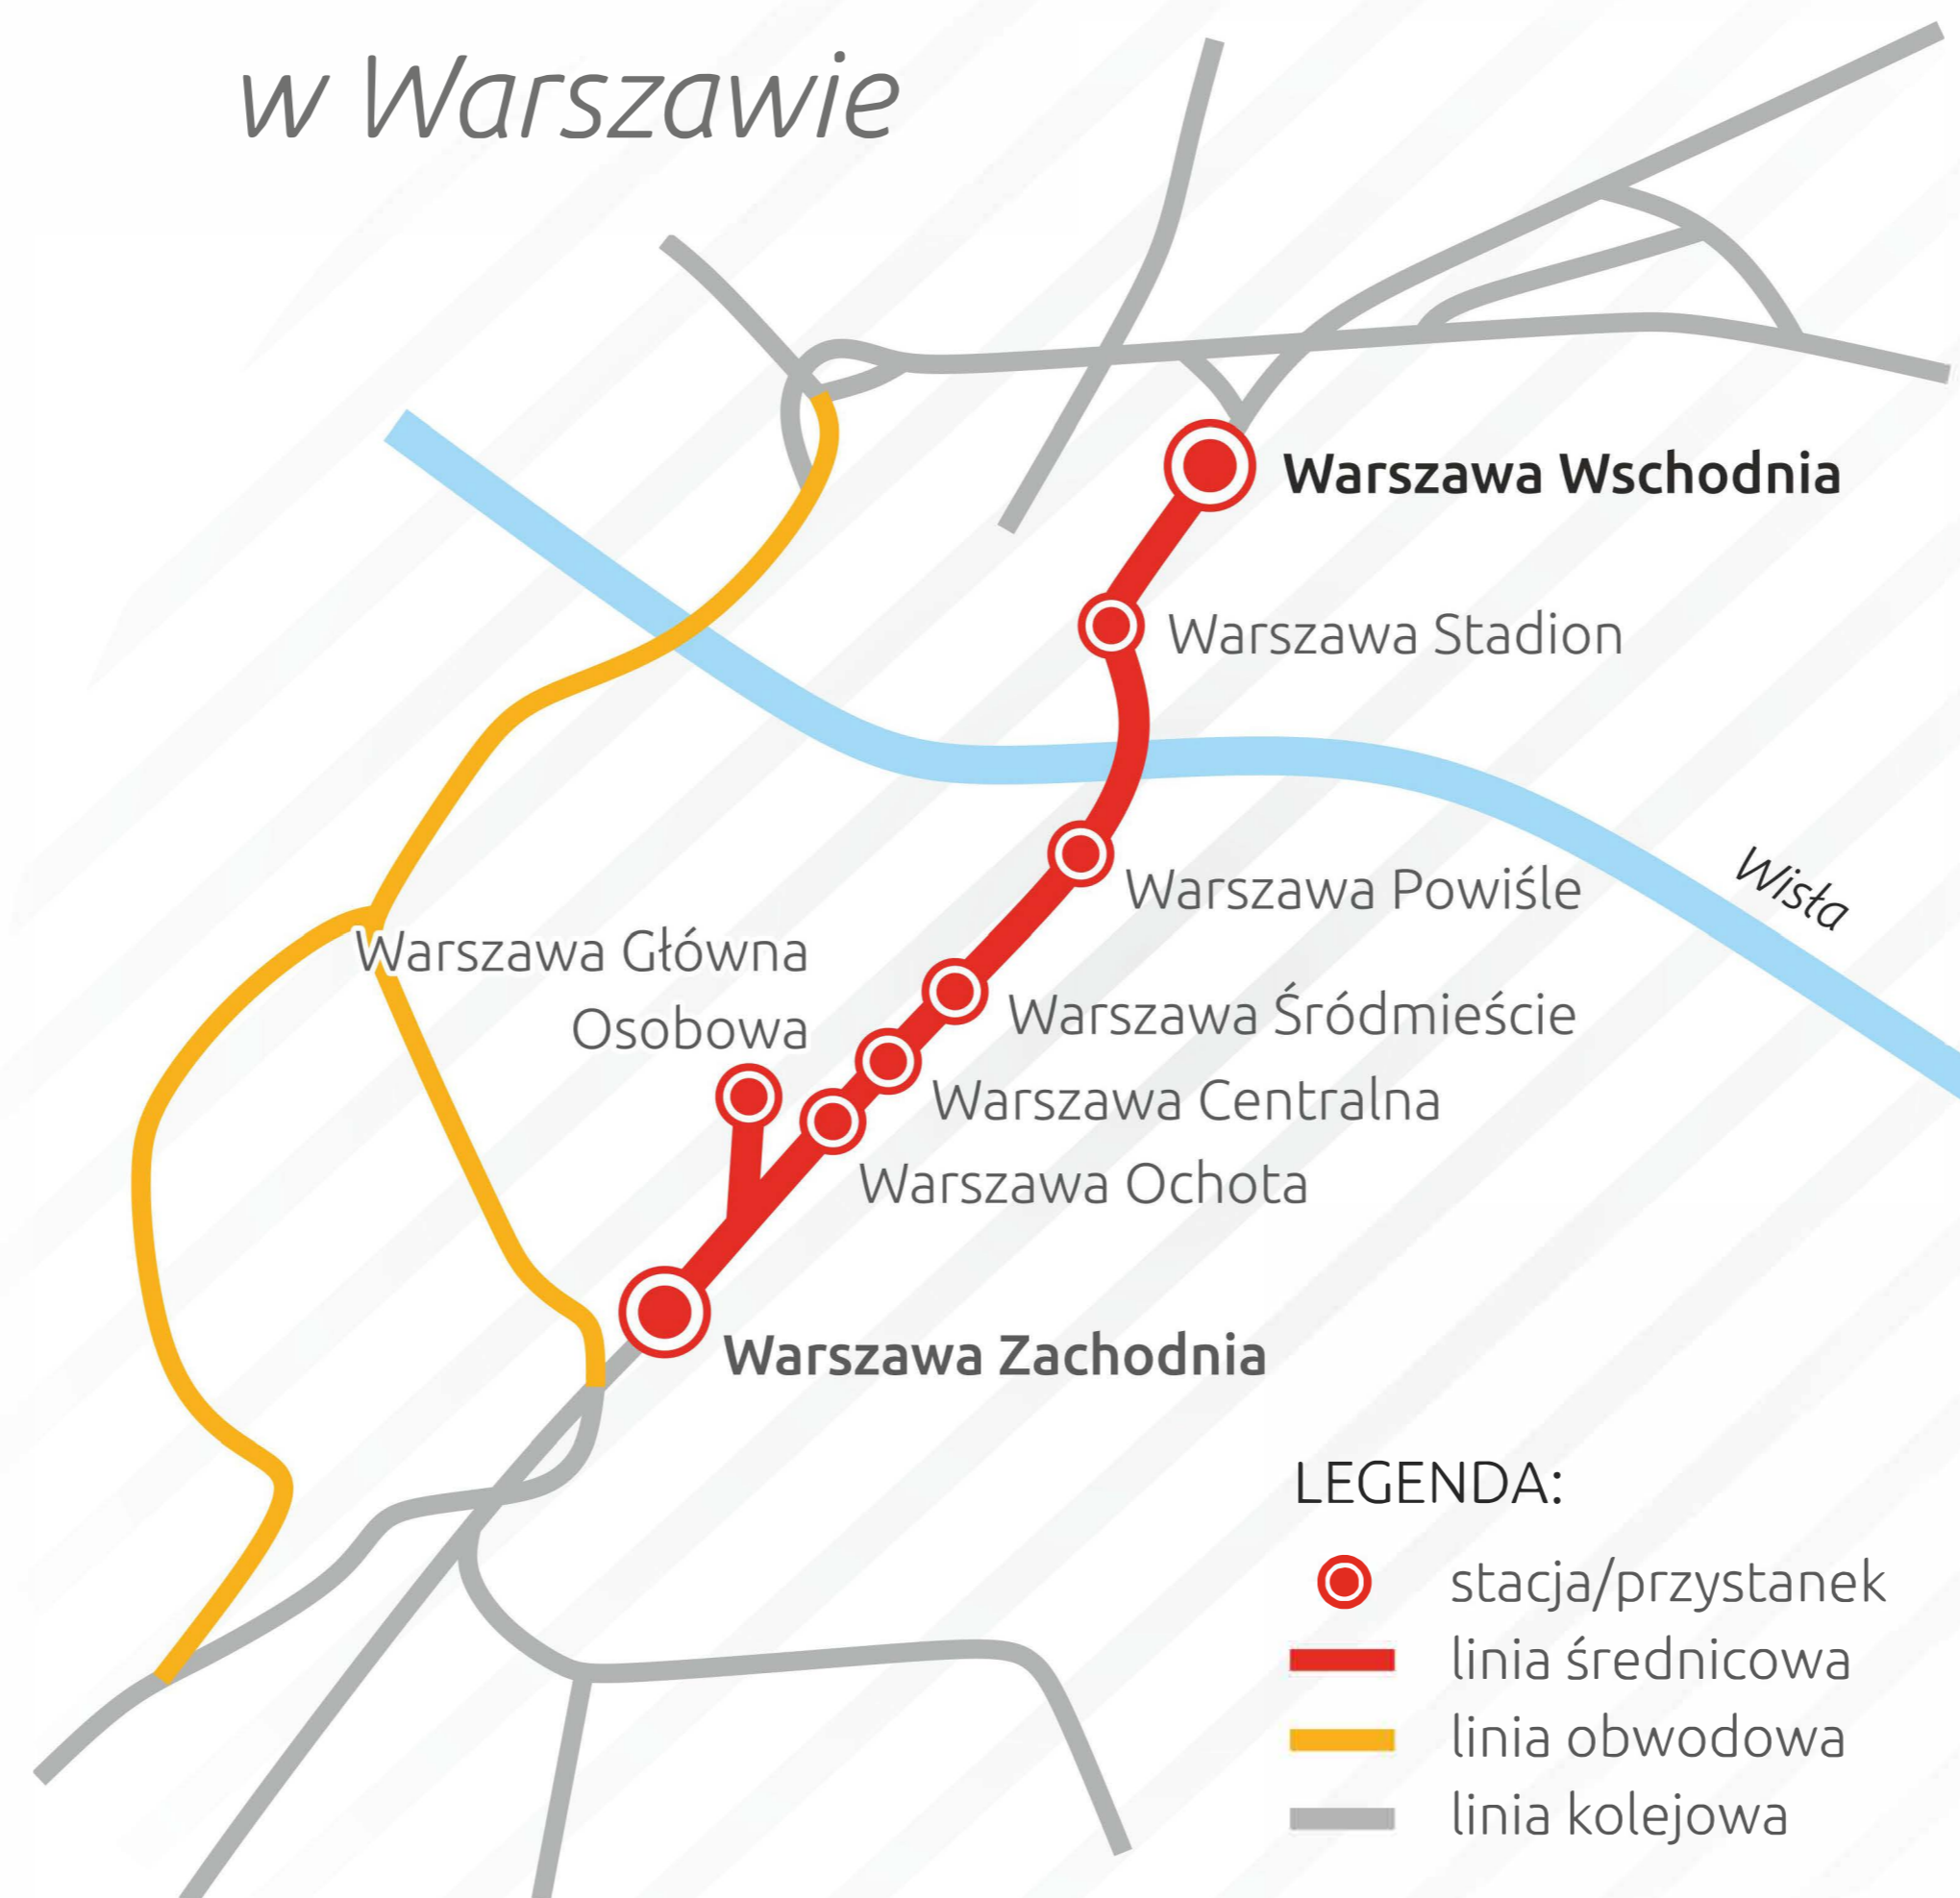 w Warszawie
Warszawa Wschodnia
Warszawa Stadion
Warszawa Powiśle
Wisła
Warszawa Główna
Osobowa
Warszawa Śródmieście
Warszawa Centralna
Warszawa Ochota
Warszawa Zachodnia
LEGENDA:
stacja/przystanek
linia średnicowa
linia obwodowa
linia kolejowa